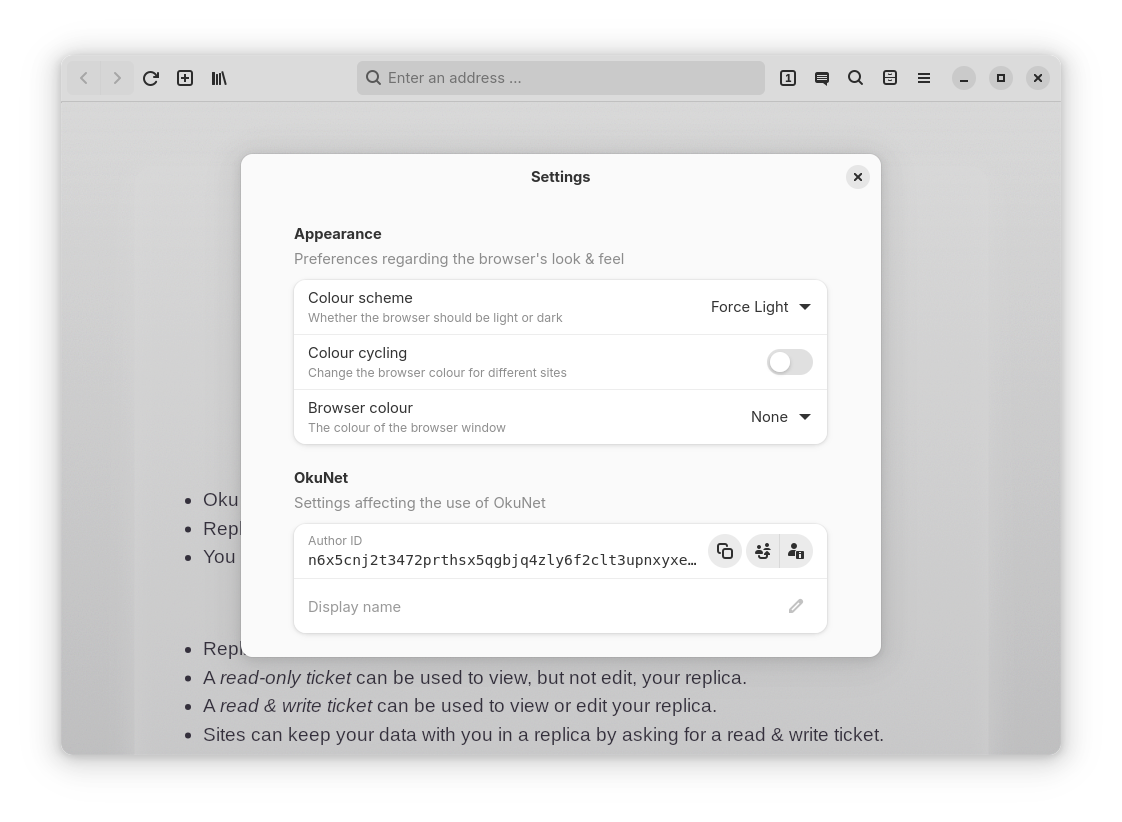 Enter an address ...
1
Settings
Appearance
Preferences regarding the browser's look & feel
Colour scheme
Whether the browser should be light or dark
Force Light
Colour cycling
Change the browser colour for different sites
Browser colour
The colour of the browser window
None
OkuNet
Settings affecting the use of OkuNet
Author ID
n6x5cnj2t3472prthsx5qgbjq4zly6f2clt3upnxyxe…
Display name
Oku
Repl
You
Repl
A read-only ticket can be used to view, but not edit, your replica.
A read & write ticket can be used to view or edit your replica.
Sites can keep your data with you in a replica by asking for a read & write ticket.